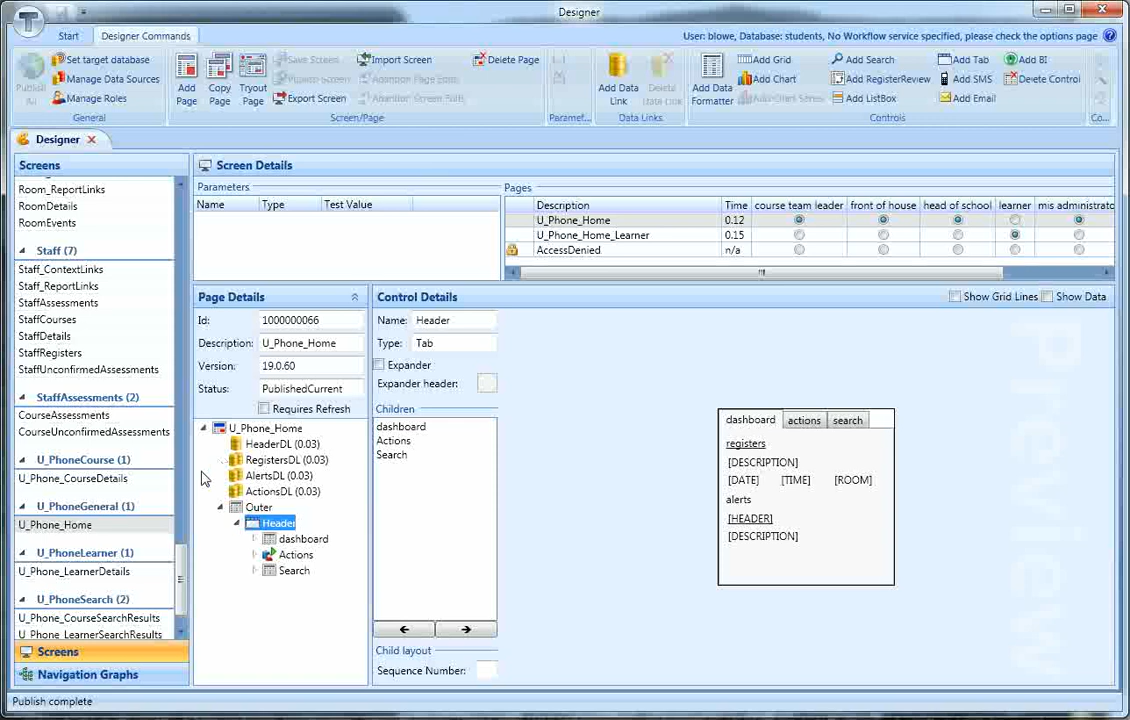 Designer
T
Start
Designer Commands
User: blowe, Database: students, No Workflow service specified, please check the options page
Publish All
Set target database
Manage Data Sources
Manage Roles
General
Add Page
Copy Page
Tryout Page
Save Screen
Import Screen
Export Screen
Delete Page
Screen/Page
Paramet...
Add Data Link
Delete Data Link
Data Links
Add Data Formatter
Add Grid
Add Chart
Add Search
Add RegisterReview
Add ListBox
Add Tab
Add SMS
Add Email
Add BI
Delete Control
Controls
Co...
Designer
Screens
Room_ReportLinks
RoomDetails
RoomEvents
Staff (7)
Staff_ContextLinks
Staff_ReportLinks
StaffAssessments
StaffCourses
StaffDetails
StaffRegisters
StaffUnconfirmedAssessments
StaffAssessments (2)
CourseAssessments
CourseUnconfirmedAssessments
U_PhoneCourse (1)
U_Phone_CourseDetails
U_PhoneGeneral (1)
U_Phone_Home
U_PhoneLearner (1)
U_Phone_LearnerDetails
U_PhoneSearch (2)
U_Phone_CourseSearchResults
U_Phone_LearnerSearchResults
Screens
Navigation Graphs
Screen Details
Parameters
Name Type Test Value
Pages
Description Time course team leader front of house head of school learner mis administrato
U_Phone_Home 0.12
U_Phone_Home_Learner 0.15
AccessDenied n/a
Page Details
Id: 1000000066
Description: U_Phone_Home
Version: 19.0.60
Status: PublishedCurrent
Requires Refresh
U_Phone_Home
HeaderDL (0.03)
RegistersDL (0.03)
AlertsDL (0.03)
ActionsDL (0.03)
Outer
Header
dashboard
Actions
Search
Control Details
Show Grid Lines
Show Data
Name: Header
Type: Tab
Expander
Expander header:
Children
dashboard
Actions
Search
Child layout
Sequence Number:
dashboard actions search
registers
[DESCRIPTION]
[DATE] [TIME] [ROOM]
alerts
[HEADER]
[DESCRIPTION]
Preview
Publish complete